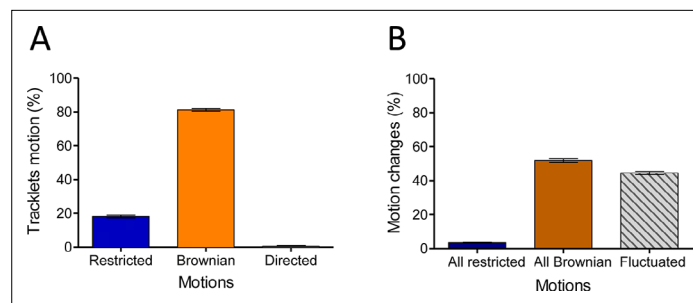 A
Tracklets motion (%)
100
80
60
40
20
0
Restricted Brownian Directed
Motions
B
Motion changes (%)
100
80
60
40
20
0
All restricted All Brownian Fluctuated
Motions